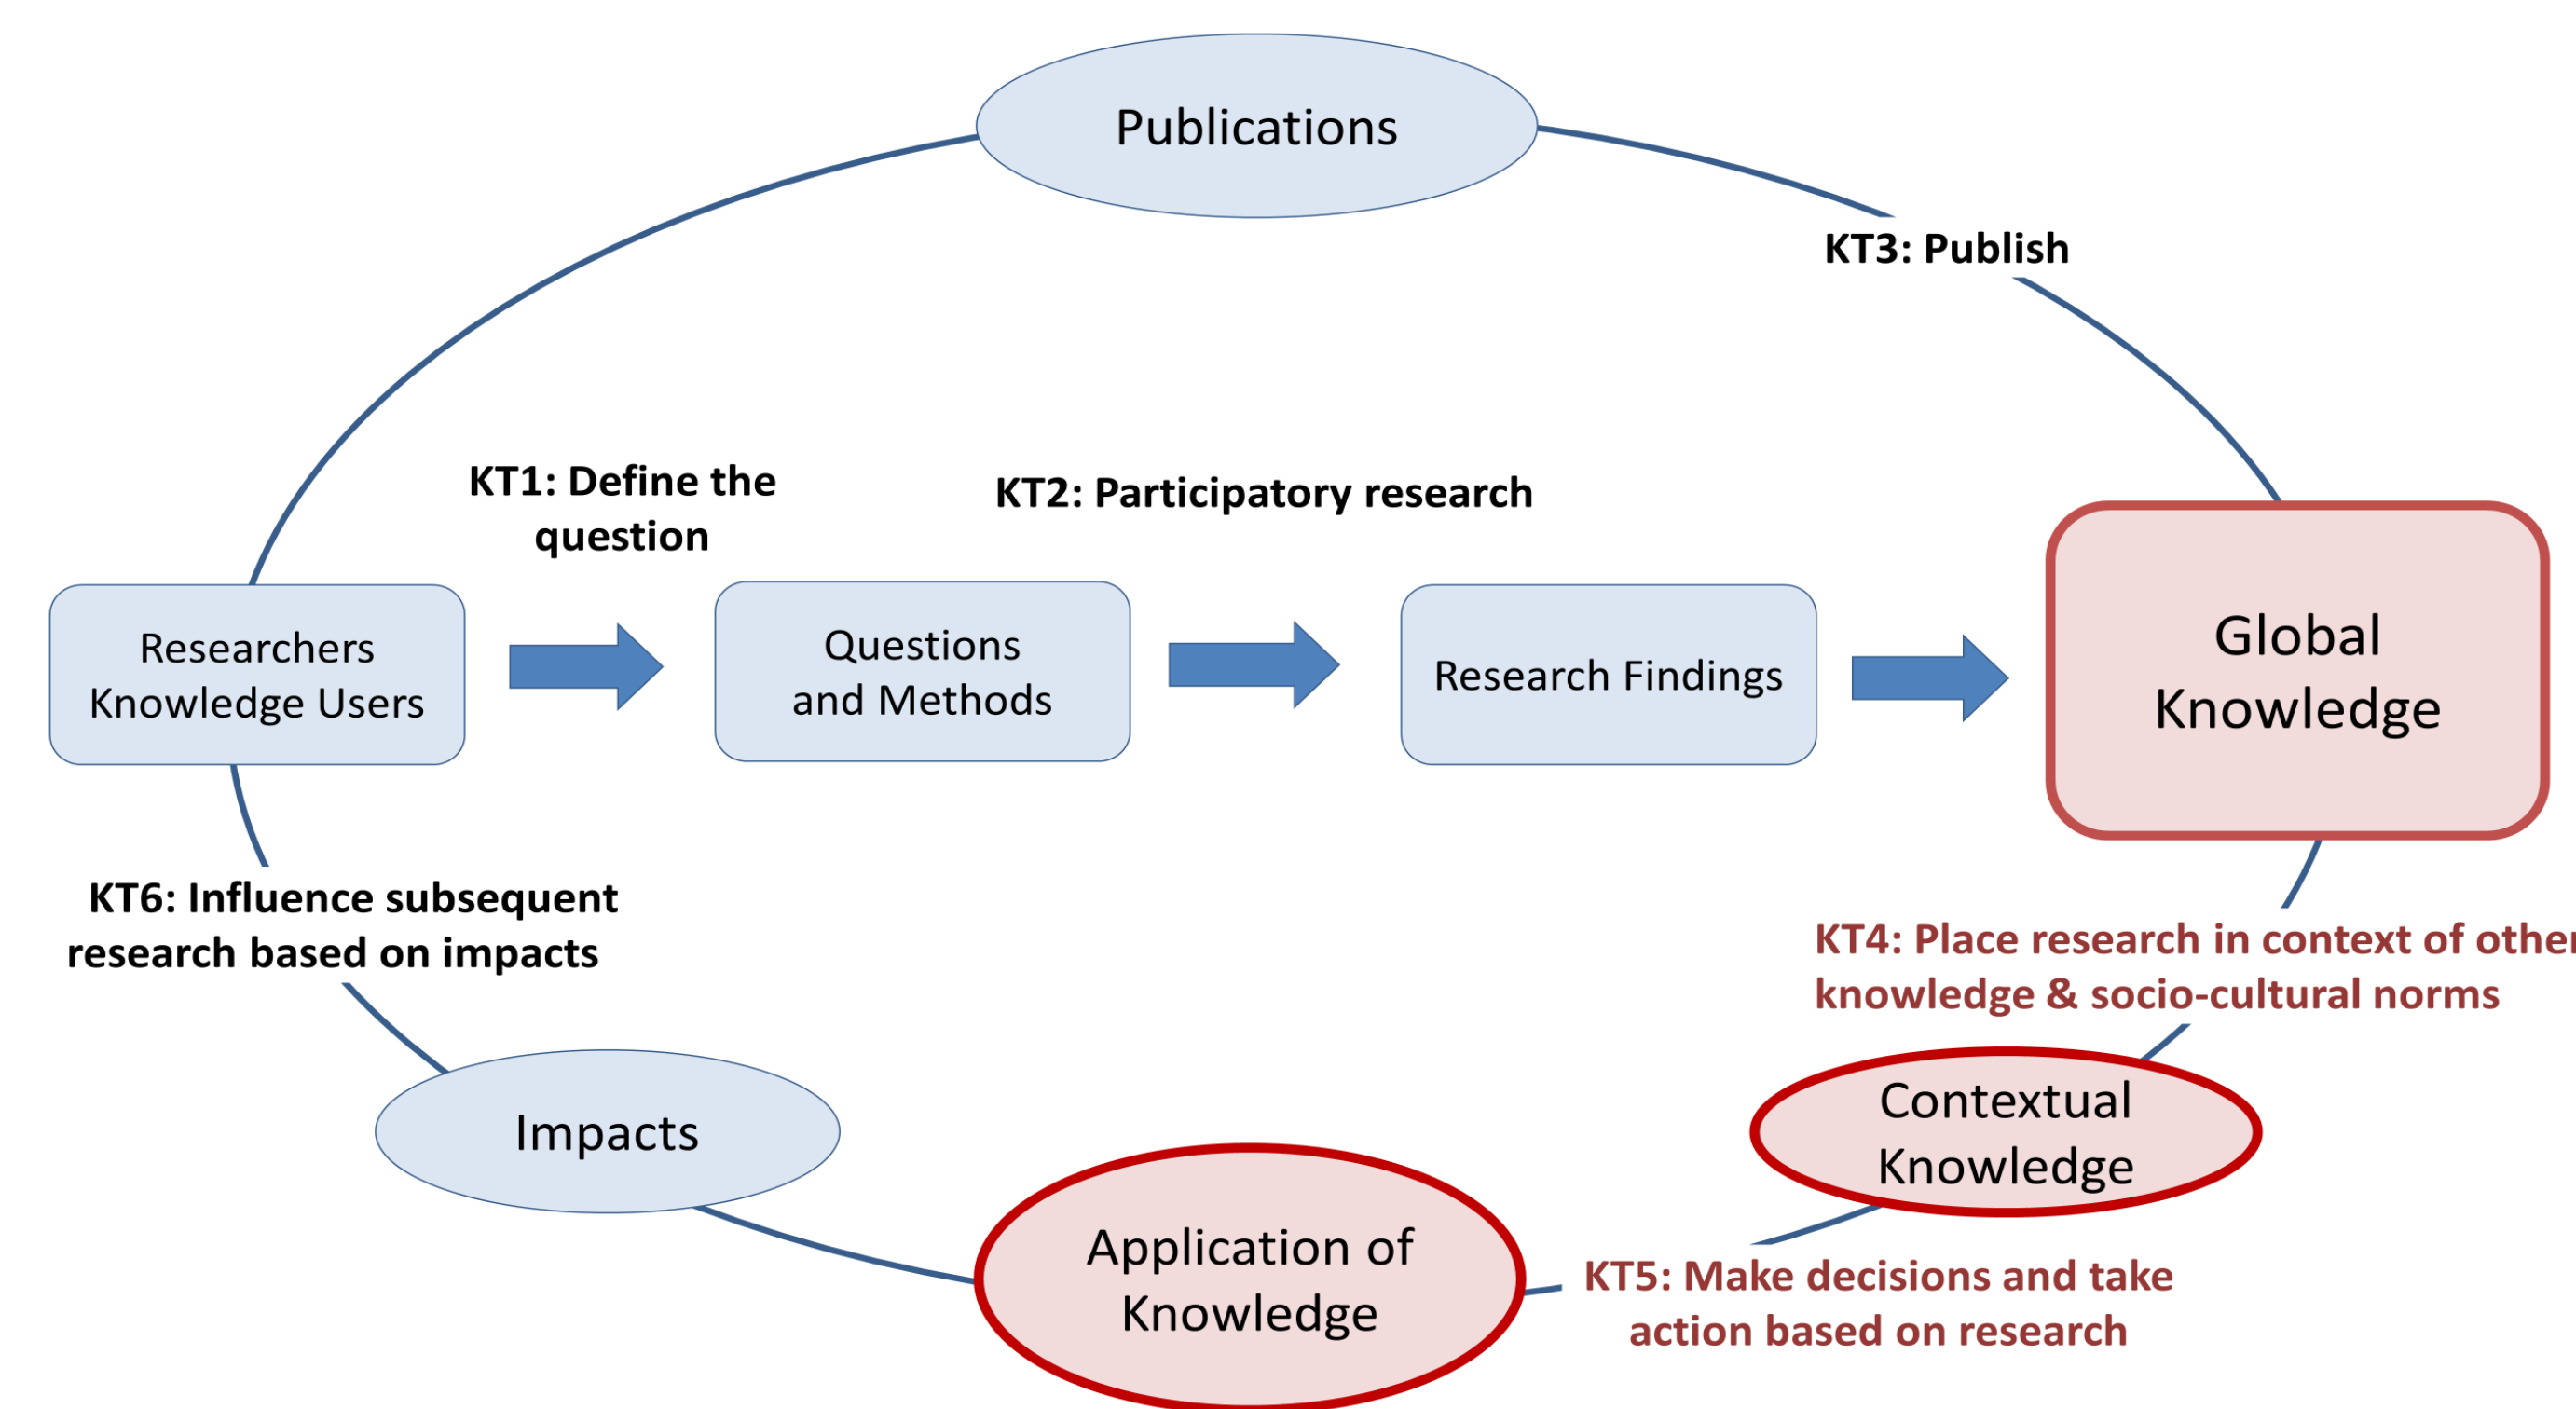 Publications
KT3: Publish
KT1: Define the
question
KT2: Participatory research
Researchers
Knowledge Users
Questions
and Methods
Research Findings
Global
Knowledge
KT6: Influence subsequent
research based on impacts
KT4: Place research in context of other
knowledge & socio-cultural norms
Contextual
Knowledge
Impacts
Application of
Knowledge
KT5: Make decisions and take
action based on research